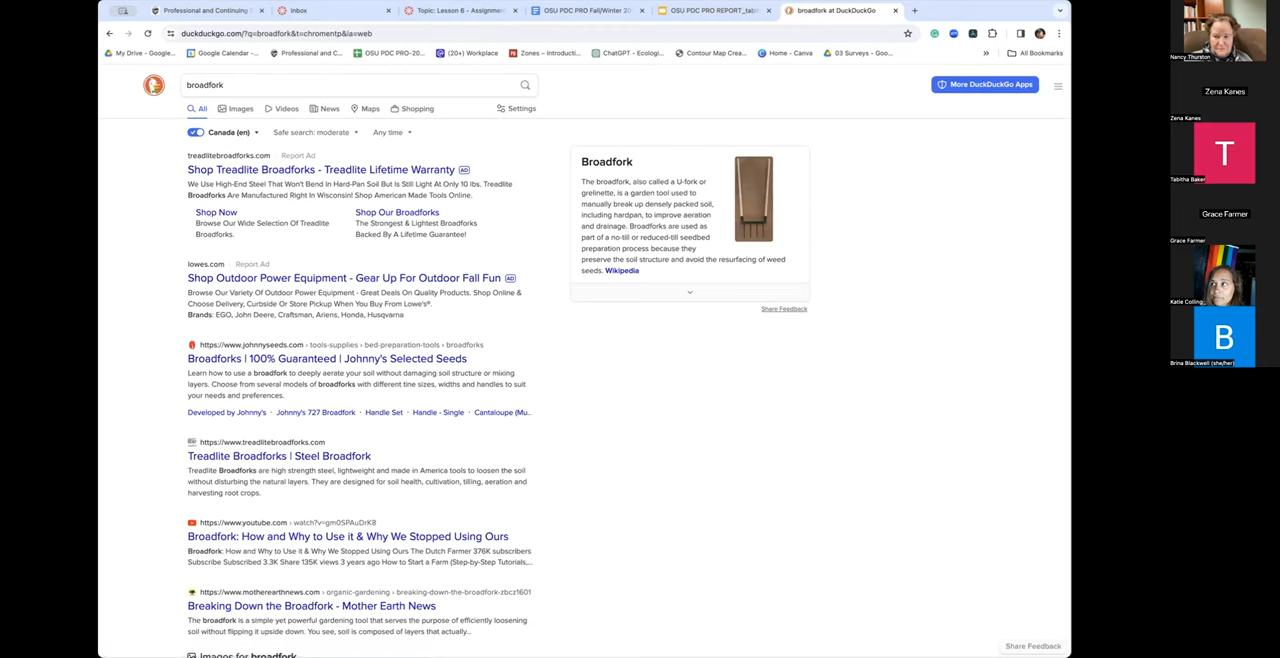 Professional and Continuing S
Inbox
Topic: Lesson 6 – Assignmen
OSU PDC PRO Fall/Winter 20
OSU PDC PRO REPORT_tabl
broadfork at DuckDuckGo
duckduckgo.com/?q=broadfork&t=chromentp&ia=web
My Drive – Google...
Google Calendar –...
Professional and C...
OSU PDC PRO-20...
(20+) Workplace
Zones – Introducti...
ChatGPT – Ecologi...
Contour Map Crea...
Home - Canva
03 Surveys - Goo...
All Bookmarks
broadfork
More DuckDuckGo Apps
All
Images
Videos
News
Maps
Shopping
Settings
Canada (en)
Safe search: moderate
Any time
treadlitebroadforks.com
Report Ad
Shop Treadlite Broadforks - Treadlite Lifetime Warranty AD
We Use High-End Steel That Won't Bend In Hard-Pan Soil But Is Still Light At Only 10 lbs. Treadlite
Broadforks Are Manufactured Right In Wisconsin! Shop American Made Tools Online.
Shop Now
Browse Our Wide Selection Of Treadlite
Broadforks.
Shop Our Broadforks
The Strongest & Lightest Broadforks
Backed By A Lifetime Guarantee!
lowes.com
Report Ad
Shop Outdoor Power Equipment - Gear Up For Outdoor Fall Fun AD
Browse Our Variety Of Outdoor Power Equipment - Great Deals On Quality Products. Shop Online &
Choose Delivery, Curbside Or Store Pickup When You Buy From Lowe's®.
Brands: EGO, John Deere, Craftsman, Ariens, Honda, Husqvarna
https://www.johnnyseeds.com › tools-supplies › bed-preparation-tools › broadforks
Broadforks | 100% Guaranteed | Johnny's Selected Seeds
Learn how to use a broadfork to deeply aerate your soil without damaging soil structure or mixing
layers. Choose from several models of broadforks with different tine sizes, widths and handles to suit
your needs and preferences.
Developed by Johnny's · Johnny's 727 Broadfork · Handle Set · Handle - Single · Cantaloupe (Mu...
https://www.treadlitebroadforks.com
Treadlite Broadforks | Steel Broadfork
Treadlite Broadforks are high strength steel, lightweight and made in America tools to loosen the soil
without disturbing the natural layers. They are designed for soil health, cultivation, tilling, aeration and
harvesting root crops.
https://www.youtube.com › watch?v=gm0SPAuDrK8
Broadfork: How and Why to Use it & Why We Stopped Using Ours
Broadfork: How and Why to Use It & Why We Stopped Using Ours The Dutch Farmer 376K subscribers
Subscribe Subscribed 3.3K Share 135K views 3 years ago How to Start a Farm (Step-by-Step Tutorials,...
https://www.motherearthnews.com › organic-gardening › breaking-down-the-broadfork-zbcz1601
Breaking Down the Broadfork - Mother Earth News
The broadfork is a simple yet powerful gardening tool that serves the purpose of efficiently loosening
soil without flipping it upside down. You see, soil is composed of layers that actually...
Images for broadfork
Broadfork
The broadfork, also called a U-fork or
grelinette, is a garden tool used to
manually break up densely packed soil,
including hardpan, to improve aeration
and drainage. Broadforks are used as
part of a no-till or reduced-till seedbed
preparation process because they
preserve the soil structure and avoid the resurfacing of weed
seeds. Wikipedia
Share Feedback
Share Feedback
Nancy Thurston
Zena Kanes
Zena Kanes
T
Tabitha Baker
Grace Farmer
Grace Farmer
Katie Colling
B
Brina Blackwell (she/her)